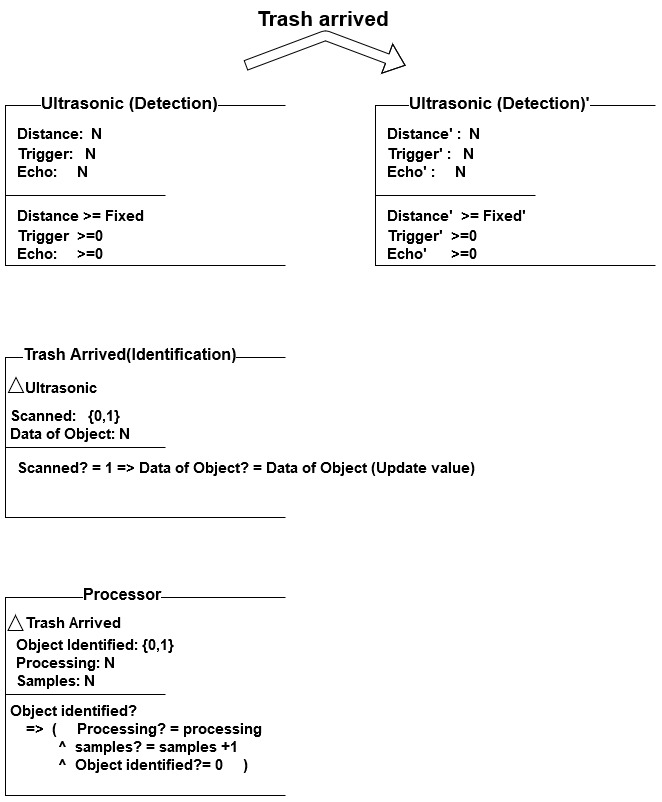 Trash arrived
Ultrasonic (Detection)
Distance: N
Trigger: N
Echo: N
Distance >= Fixed
Trigger >=0
Echo: >=0
Ultrasonic (Detection)'
Distance' : N
Trigger' : N
Echo' : N
Distance' >= Fixed'
Trigger' >=0
Echo' >=0
Trash Arrived(Identification)
△Ultrasonic
Scanned: {0,1}
Data of Object: N
Scanned? = 1 => Data of Object? = Data of Object (Update value)
Processor
△ Trash Arrived
Object Identified: {0,1}
Processing: N
Samples: N
Object identified?
=> ( Processing? = processing
^ samples? = samples +1
^ Object identified?= 0 )